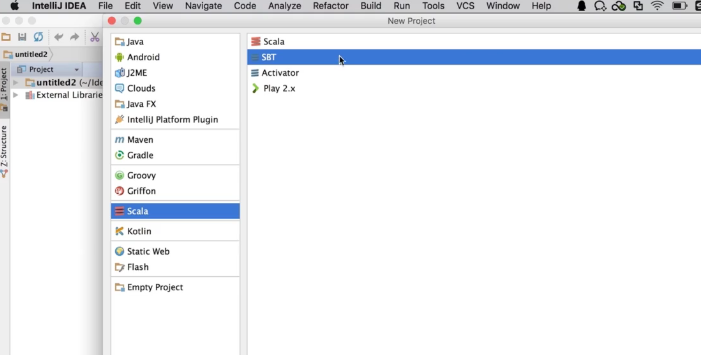 IntelliJ IDEA File Edit View Navigate Code Analyze Refactor Build Run Tools VCS Window Help
New Project
untitled2
Project
untitled2 (~/Ide
External Librarie
1: Project
Z: Structure
Java
Android
J2ME
Clouds
Java FX
IntelliJ Platform Plugin
Maven
Gradle
Groovy
Griffon
Scala
Kotlin
Static Web
Flash
Empty Project
Scala
SBT
Activator
Play 2.x